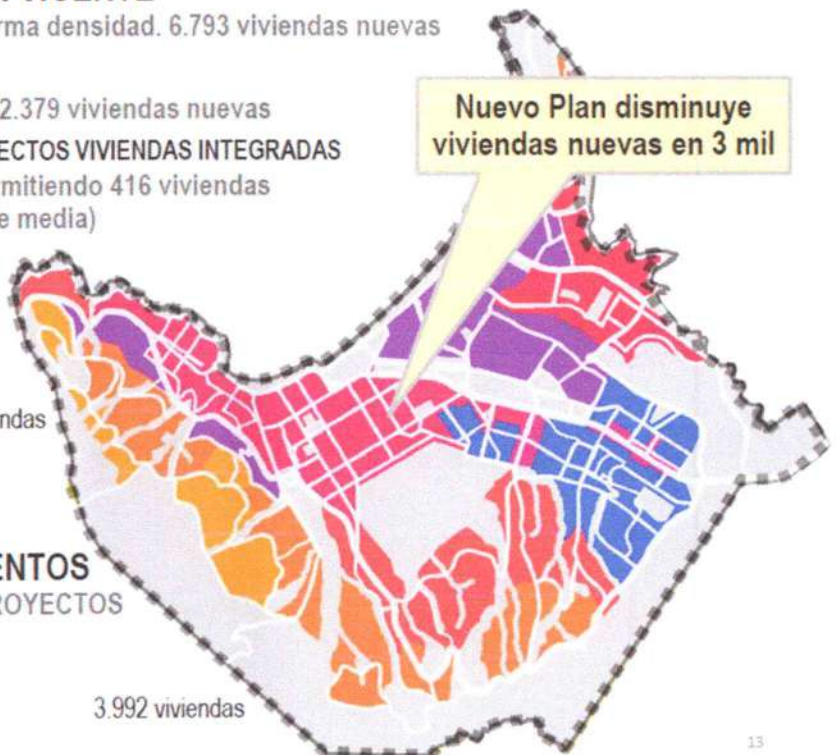 rma densidad. 6.793 viviendas nuevas
2.379 viviendas nuevas
Nuevo Plan disminuye
viviendas nuevas en 3 mil
ECTOS VIVIENDAS INTEGRADAS
mitiendo 416 viviendas
e media)
ndas
ENTOS
ROYECTOS
3.992 viviendas
13